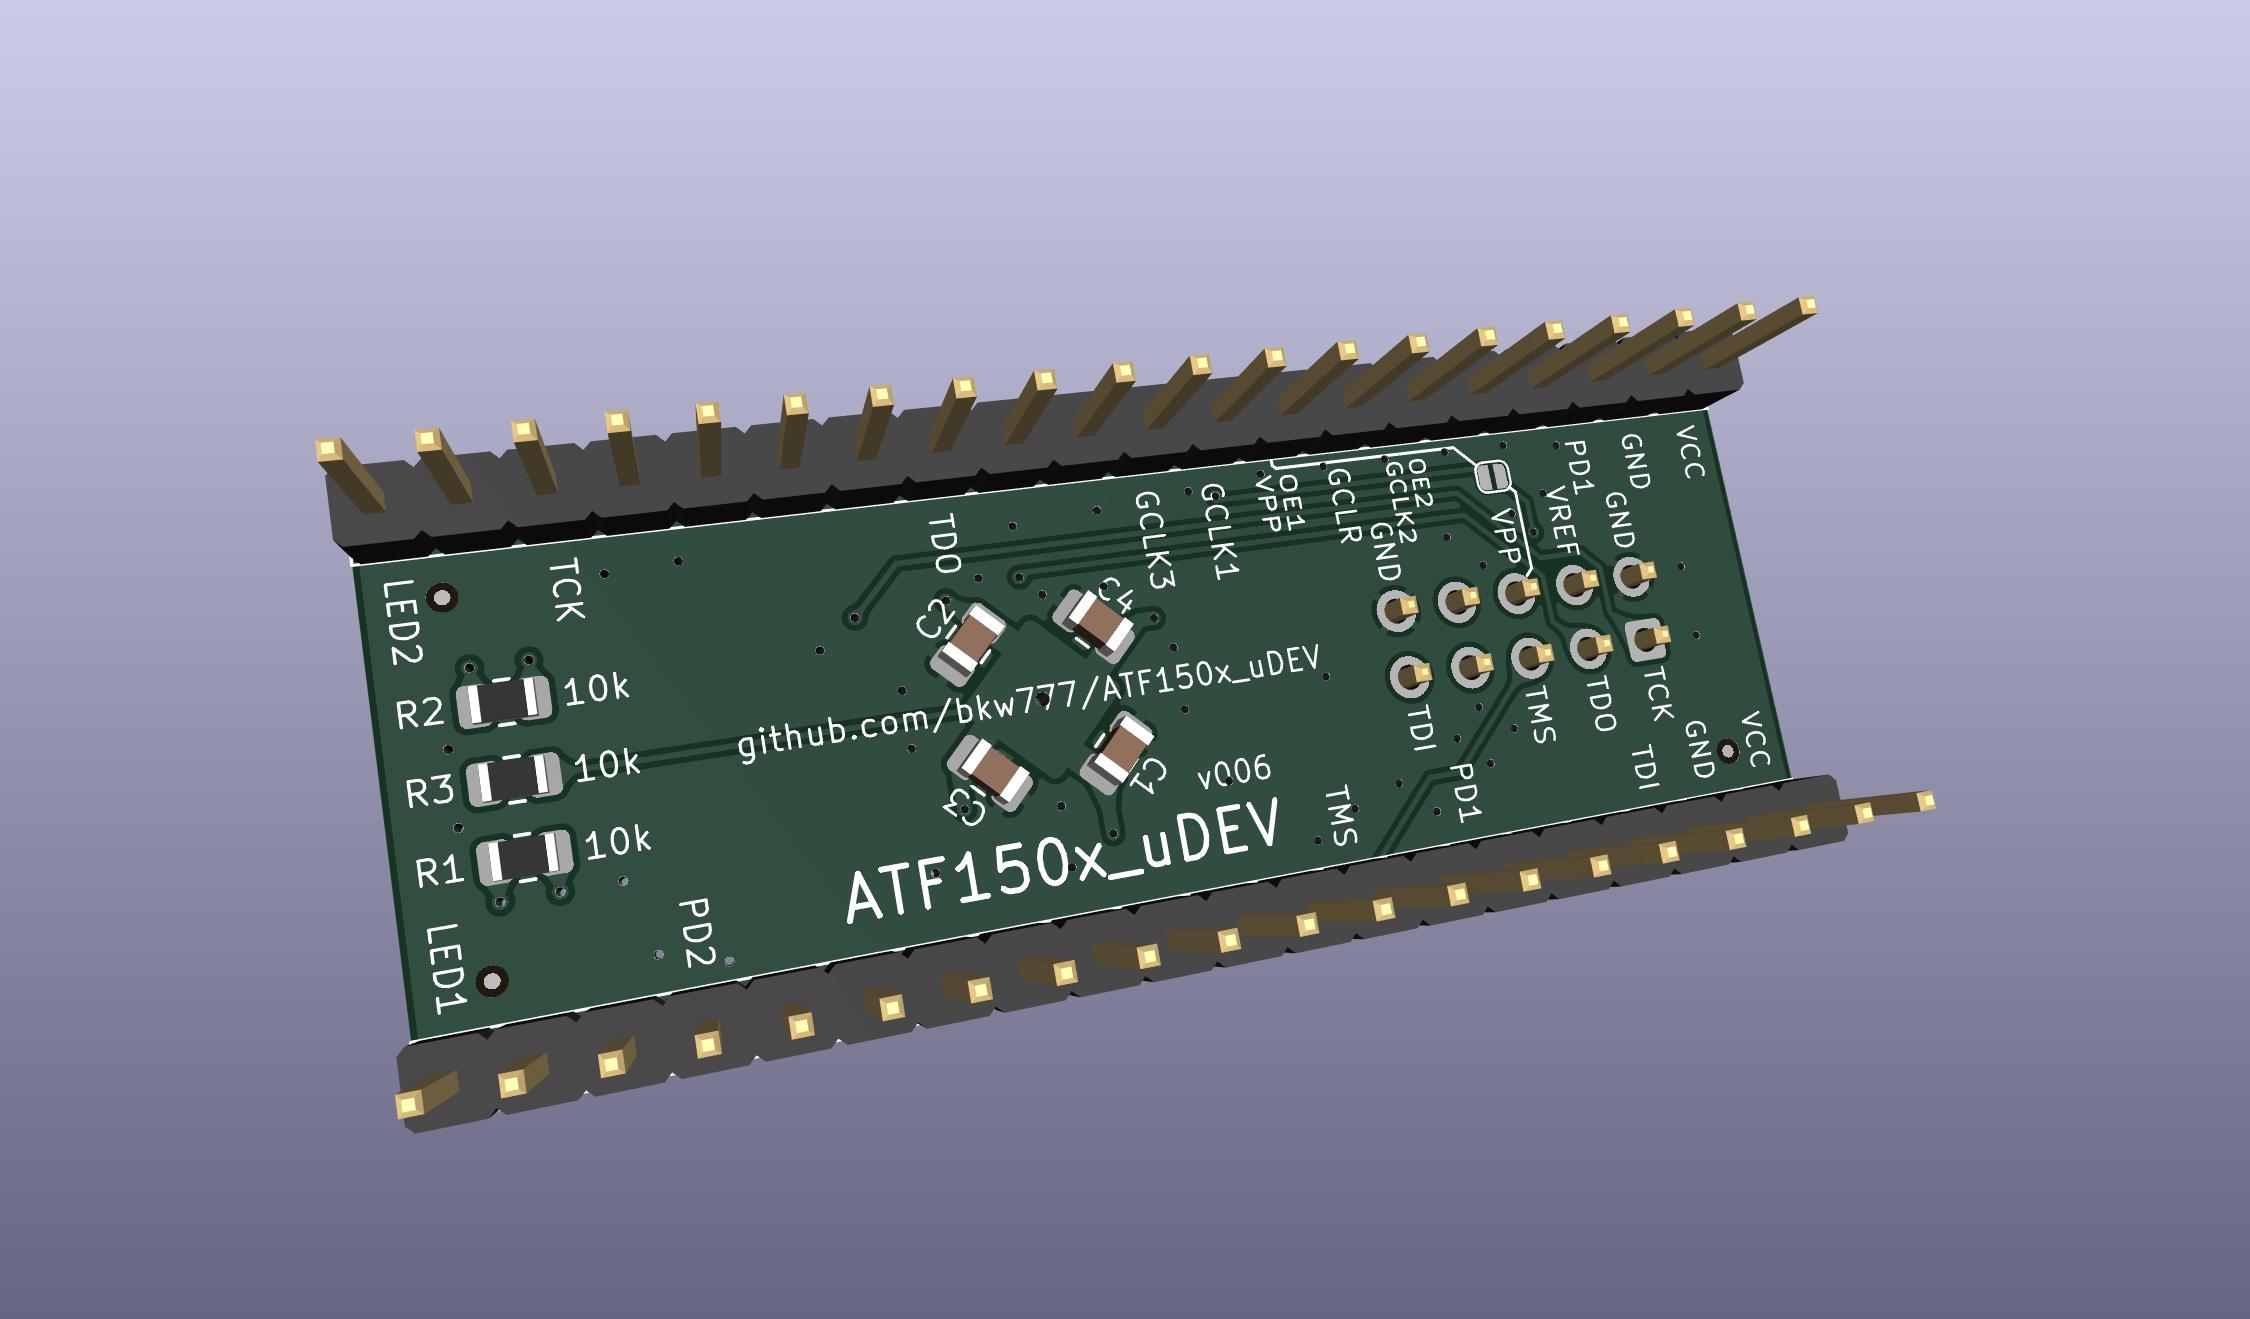 VCC
GND
PD1
OE2
GCLK2
GCLR
OE1
VPP
GCLK1
GCLK3
TDO
TCK
LED2
GND
VREF
VPP
GND
C2
C4
R2 10k
github.com/bkw777/ATF150x_uDEV
TCK
TDO
TMS
TDI
R3 10k
C3
C1
v006
R1 10k
ATF150x_uDEV
VCC
GND
TDI
PD1
TMS
PD2
LED1